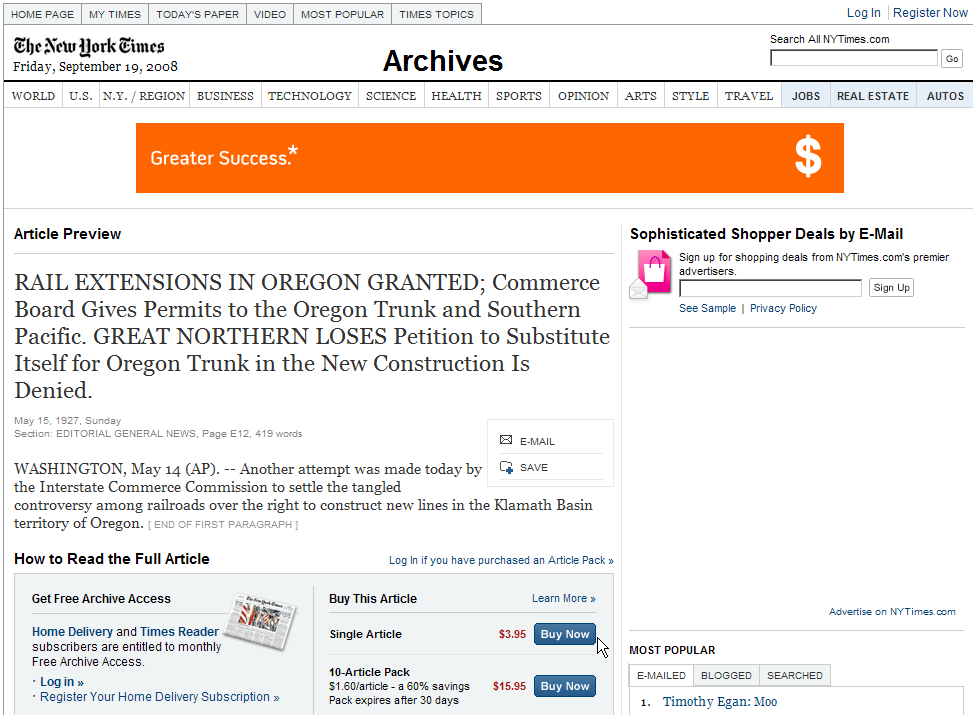 HOME PAGE MY TIMES TODAY'S PAPER VIDEO MOST POPULAR TIMES TOPICS
Log In Register Now
The New York Times
Friday, September 19, 2008
Archives
Search All NYTimes.com
Go
WORLD U.S. N.Y. / REGION BUSINESS TECHNOLOGY SCIENCE HEALTH SPORTS OPINION ARTS STYLE TRAVEL JOBS REAL ESTATE AUTOS
Greater Success.* $
Article Preview
RAIL EXTENSIONS IN OREGON GRANTED; Commerce
Board Gives Permits to the Oregon Trunk and Southern
Pacific. GREAT NORTHERN LOSES Petition to Substitute
Itself for Oregon Trunk in the New Construction Is
Denied.
May 15, 1927, Sunday
Section: EDITORIAL GENERAL NEWS, Page E12, 419 words
E-MAIL
SAVE
WASHINGTON, May 14 (AP). -- Another attempt was made today by
the Interstate Commerce Commission to settle the tangled
controversy among railroads over the right to construct new lines in the Klamath Basin
territory of Oregon. [ END OF FIRST PARAGRAPH ]
How to Read the Full Article
Log In if you have purchased an Article Pack »
Get Free Archive Access
The New York Times
Home Delivery and Times Reader
subscribers are entitled to monthly
Free Archive Access.
· Log in »
· Register Your Home Delivery Subscription »
Buy This Article Learn More »
Single Article $3.95 Buy Now
10-Article Pack
$1.60/article - a 60% savings $15.95 Buy Now
Pack expires after 30 days
Sophisticated Shopper Deals by E-Mail
Sign up for shopping deals from NYTimes.com's premier
advertisers.
Sign Up
See Sample | Privacy Policy
Advertise on NYTimes.com
MOST POPULAR
E-MAILED BLOGGED SEARCHED
1. Timothy Egan: Moo